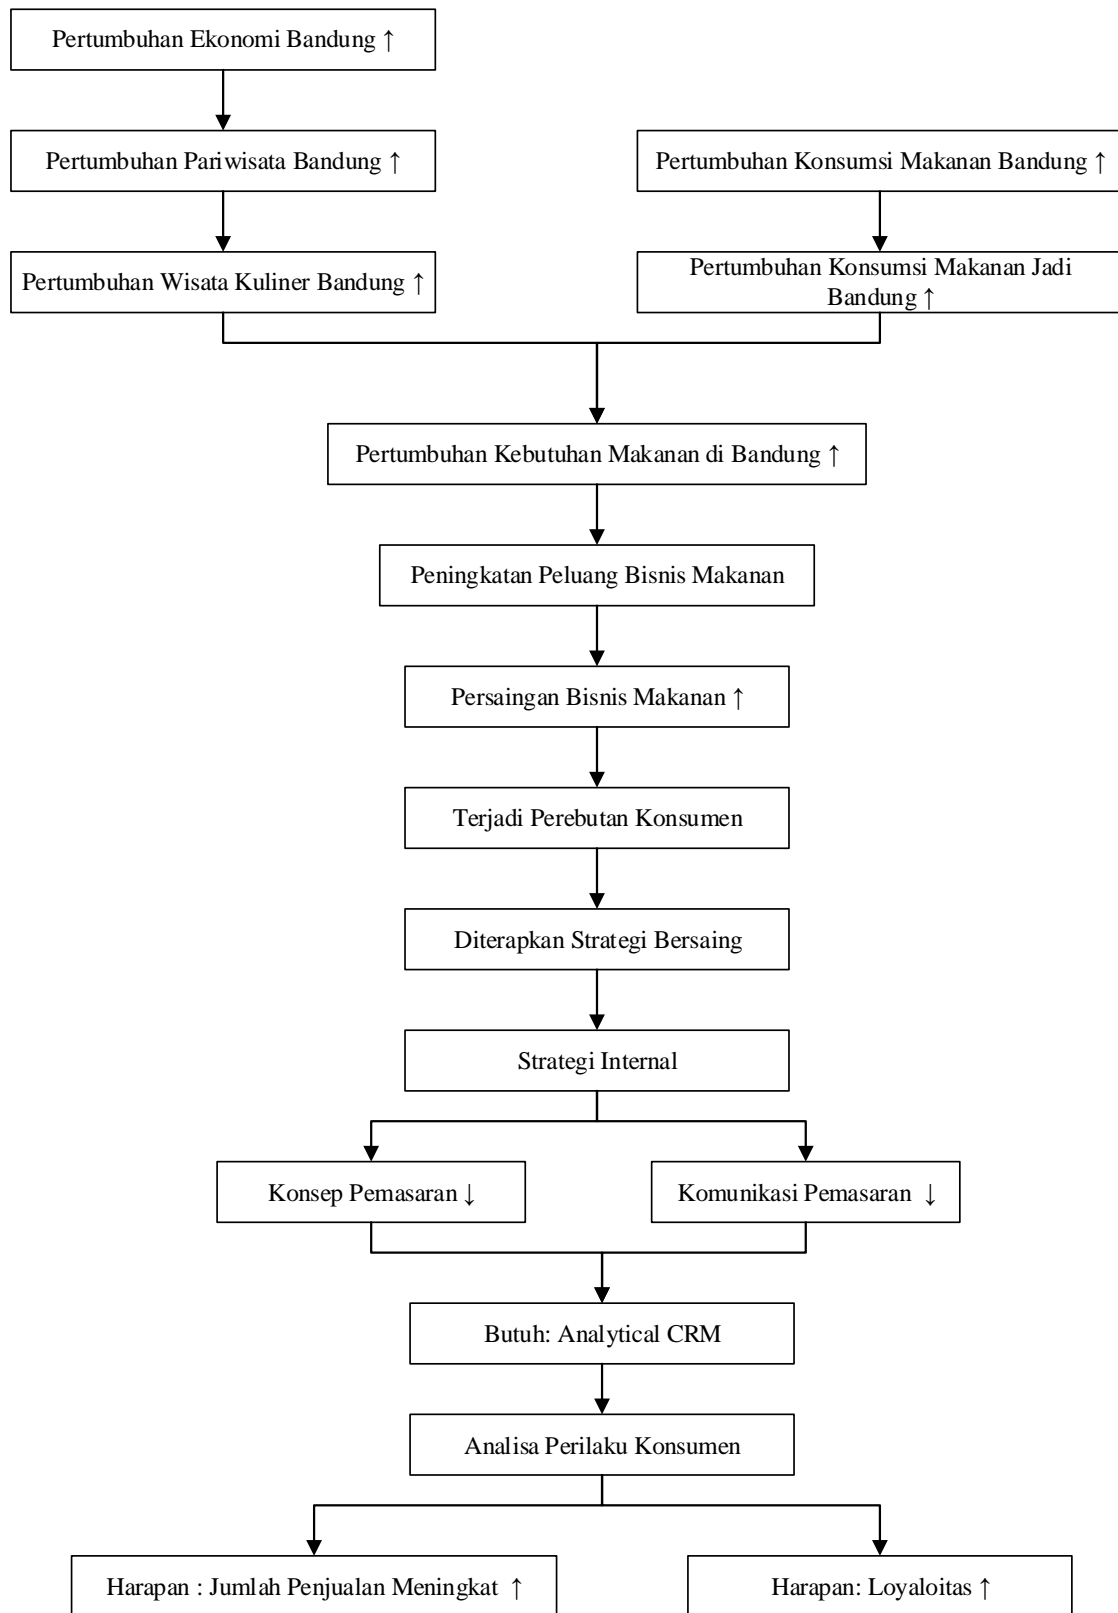 Pertumbuhan Ekonomi Bandung ↑
Pertumbuhan Pariwisata Bandung ↑
Pertumbuhan Konsumsi Makanan Bandung ↑
Pertumbuhan Wisata Kuliner Bandung ↑
Pertumbuhan Konsumsi Makanan Jadi
Bandung ↑
Pertumbuhan Kebutuhan Makanan di Bandung ↑
Peningkatan Peluang Bisnis Makanan
Persaingan Bisnis Makanan ↑
Terjadi Perebutan Konsumen
Diterapkan Strategi Bersaing
Strategi Internal
Konsep Pemasaran ↓
Komunikasi Pemasaran ↓
Butuh: Analytical CRM
Analisa Perilaku Konsumen
Harapan : Jumlah Penjualan Meningkat ↑
Harapan: Loyaloitas ↑